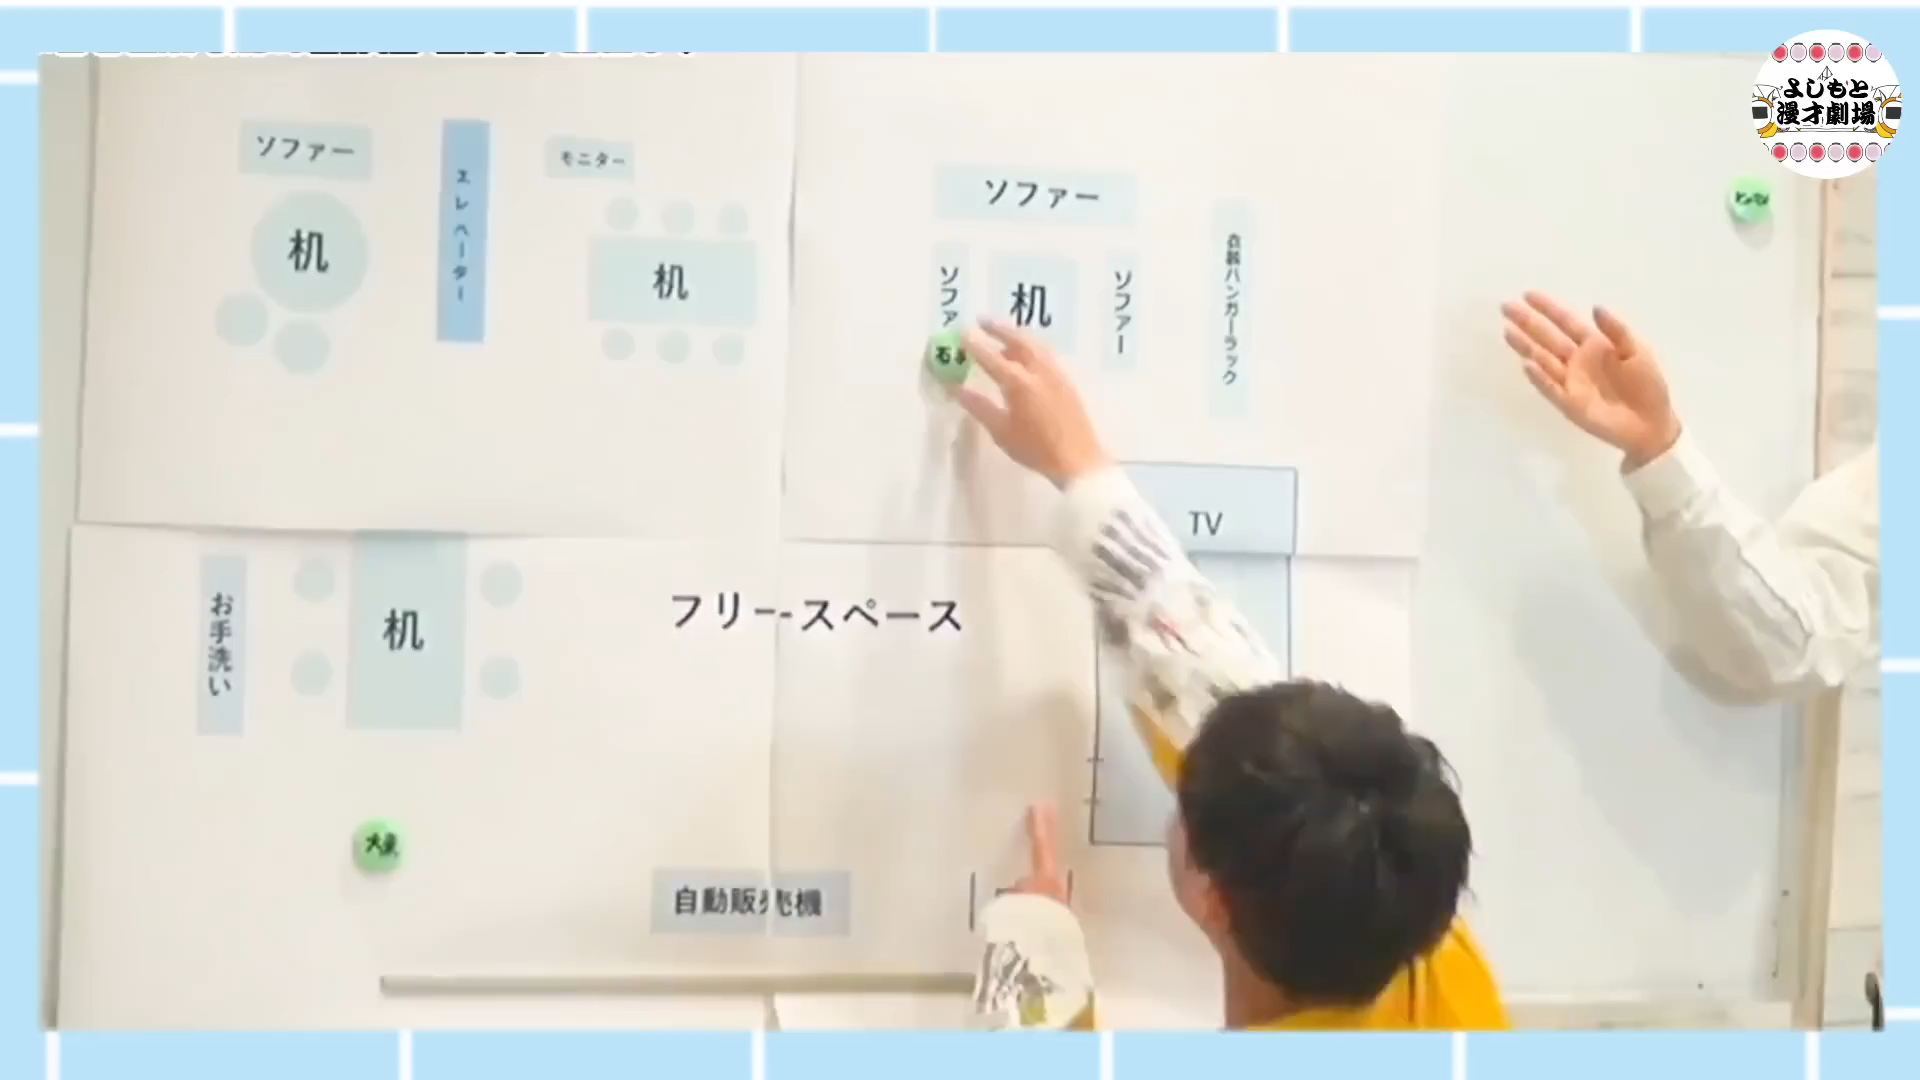 よしもと
漫才劇場
ソファー
エレベーター
モニター
机
机
ソファー
ソファ
机
ソファー
衣装ハンガーラック
TV
お手洗い
机
フリースペース
自動販売機